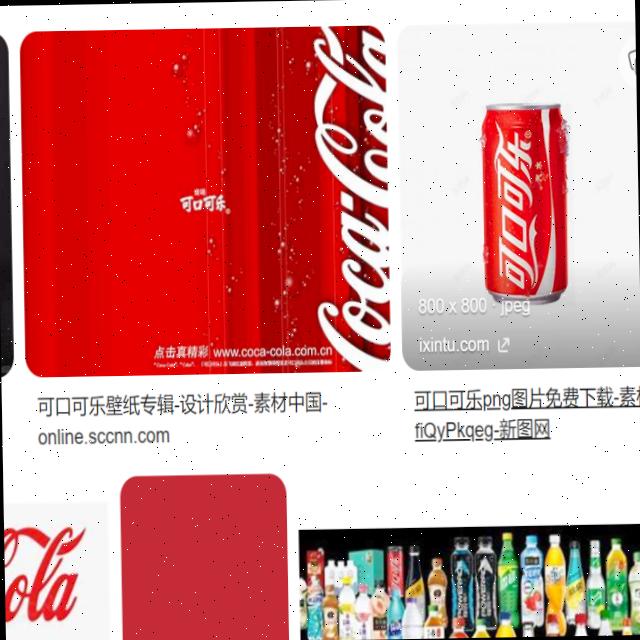 Coca-Cola
可口可乐
点击真精彩 www.coca-cola.com.cn
可口可乐
800 x 800 · jpeg
ixintu.com
可口可乐壁纸专辑-设计欣赏-素材中国-
online.sccnn.com
可口可乐png图片免费下载-素材
fiQyPkqeg-新图网
Cola